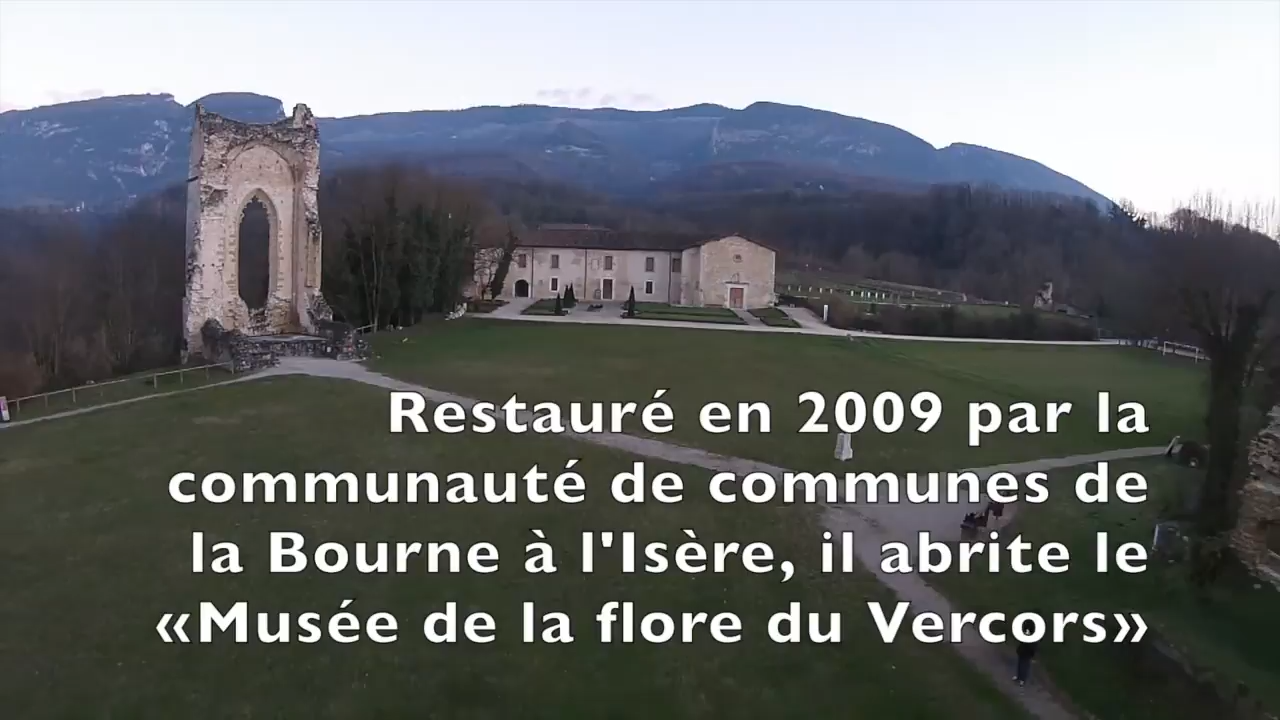 Restauré en 2009 par la
communauté de communes de
la Bourne à l'Isère, il abrite le
«Musée de la flore du Vercors»